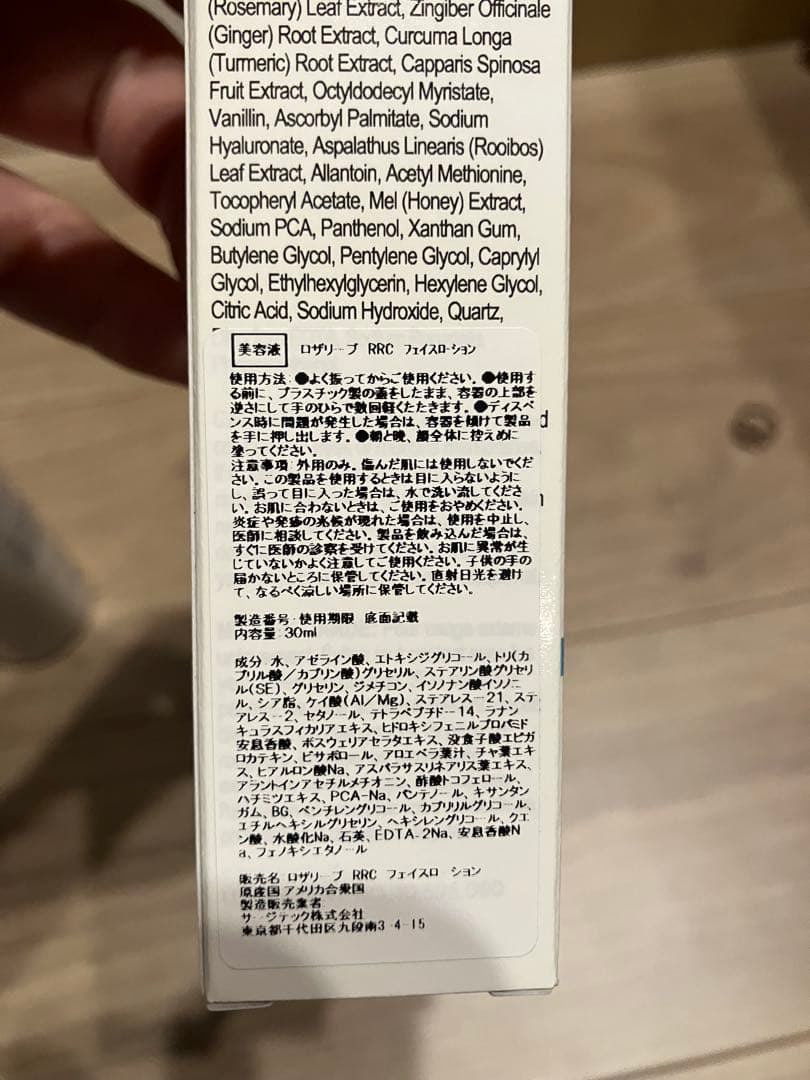 (Rosemary) Leaf Extract, Zingiber Officinale
(Ginger) Root Extract, Curcuma Longa
(Turmeric) Root Extract, Capparis Spinosa
Fruit Extract, Octyldodecyl Myristate,
Vanillin, Ascorbyl Palmitate, Sodium
Hyaluronate, Aspalathus Linearis (Rooibos)
Leaf Extract, Allantoin, Acetyl Methionine,
Tocopheryl Acetate, Mel (Honey) Extract,
Sodium PCA, Panthenol, Xanthan Gum,
Butylene Glycol, Pentylene Glycol, Caprylyl
Glycol, Ethylhexylglycerin, Hexylene Glycol,
Citric Acid, Sodium Hydroxide, Quartz,
美容液 ロザリーブ RRC フェイスローション
使用方法:●よく振ってからご使用ください。●使用す
る前に、プラスチック製の蓋をしたまま、容器の上部を
逆さにして手のひらで数回軽くたたきます。●ディスペ
ンス時に問題が発生した場合は、容器を傾けて製品
を手に押し出します。●朝と晩、顔全体に控えめに
塗ってください。
注意事項:外用のみ。傷んだ肌には使用しないでくだ
さい。この製品を使用するときは目に入らないように
し、誤って目に入った場合は、水で洗い流してくださ
い。お肌に合わないときは、ご使用をおやめください。
炎症や発疹の兆候が現れた場合は、使用を中止し、
医師に相談してください。製品を飲み込んだ場合は、
すぐに医師の診察を受けてください。お肌に異常が生
じていないかよく注意してご使用ください。子供の手の
届かないところに保管してください。直射日光を避け
て、なるべく涼しい場所に保管してください。
製造番号・使用期限 底面記載
内容量:30ml
成分 水、アゼライン酸、エトキシジグリコール、トリ(カ
プリル酸/カプリン酸)グリセリル、ステアリン酸グリセリ
ル(SE)、グリセリン、ジメチコン、イソノナン酸イソノニ
ル、シア脂、ケイ酸(Al/Mg)、ステアレス-21、ステ
アレス-2、セタノール、テトラペプチド-14、ラナン
キュラスフィカリアエキス、ヒドロキシフェニルプロパミド
安息香酸、ボスウェリアセラタエキス、没食子酸エピガ
ロカテキン、ビサボロール、アロエベラ葉汁、チャ葉エキ
ス、ヒアルロン酸Na、アスパラサスリネアリス葉エキス、
アラントインアセチルメチオニン、酢酸トコフェロール、
ハチミツエキス、PCA-Na、パンテノール、キサンタン
ガム、BG、ペンチレングリコール、カプリリルグリコール、
エチルヘキシルグリセリン、ヘキシレングリコール、クエ
ン酸、水酸化Na、石英、EDTA-2Na、安息香酸N
a、フェノキシエタノール
販売名 ロザリーブ RRC フェイスローション
原産国 アメリカ合衆国
製造販売業者
サージテック株式会社
東京都千代田区九段南3-4-15